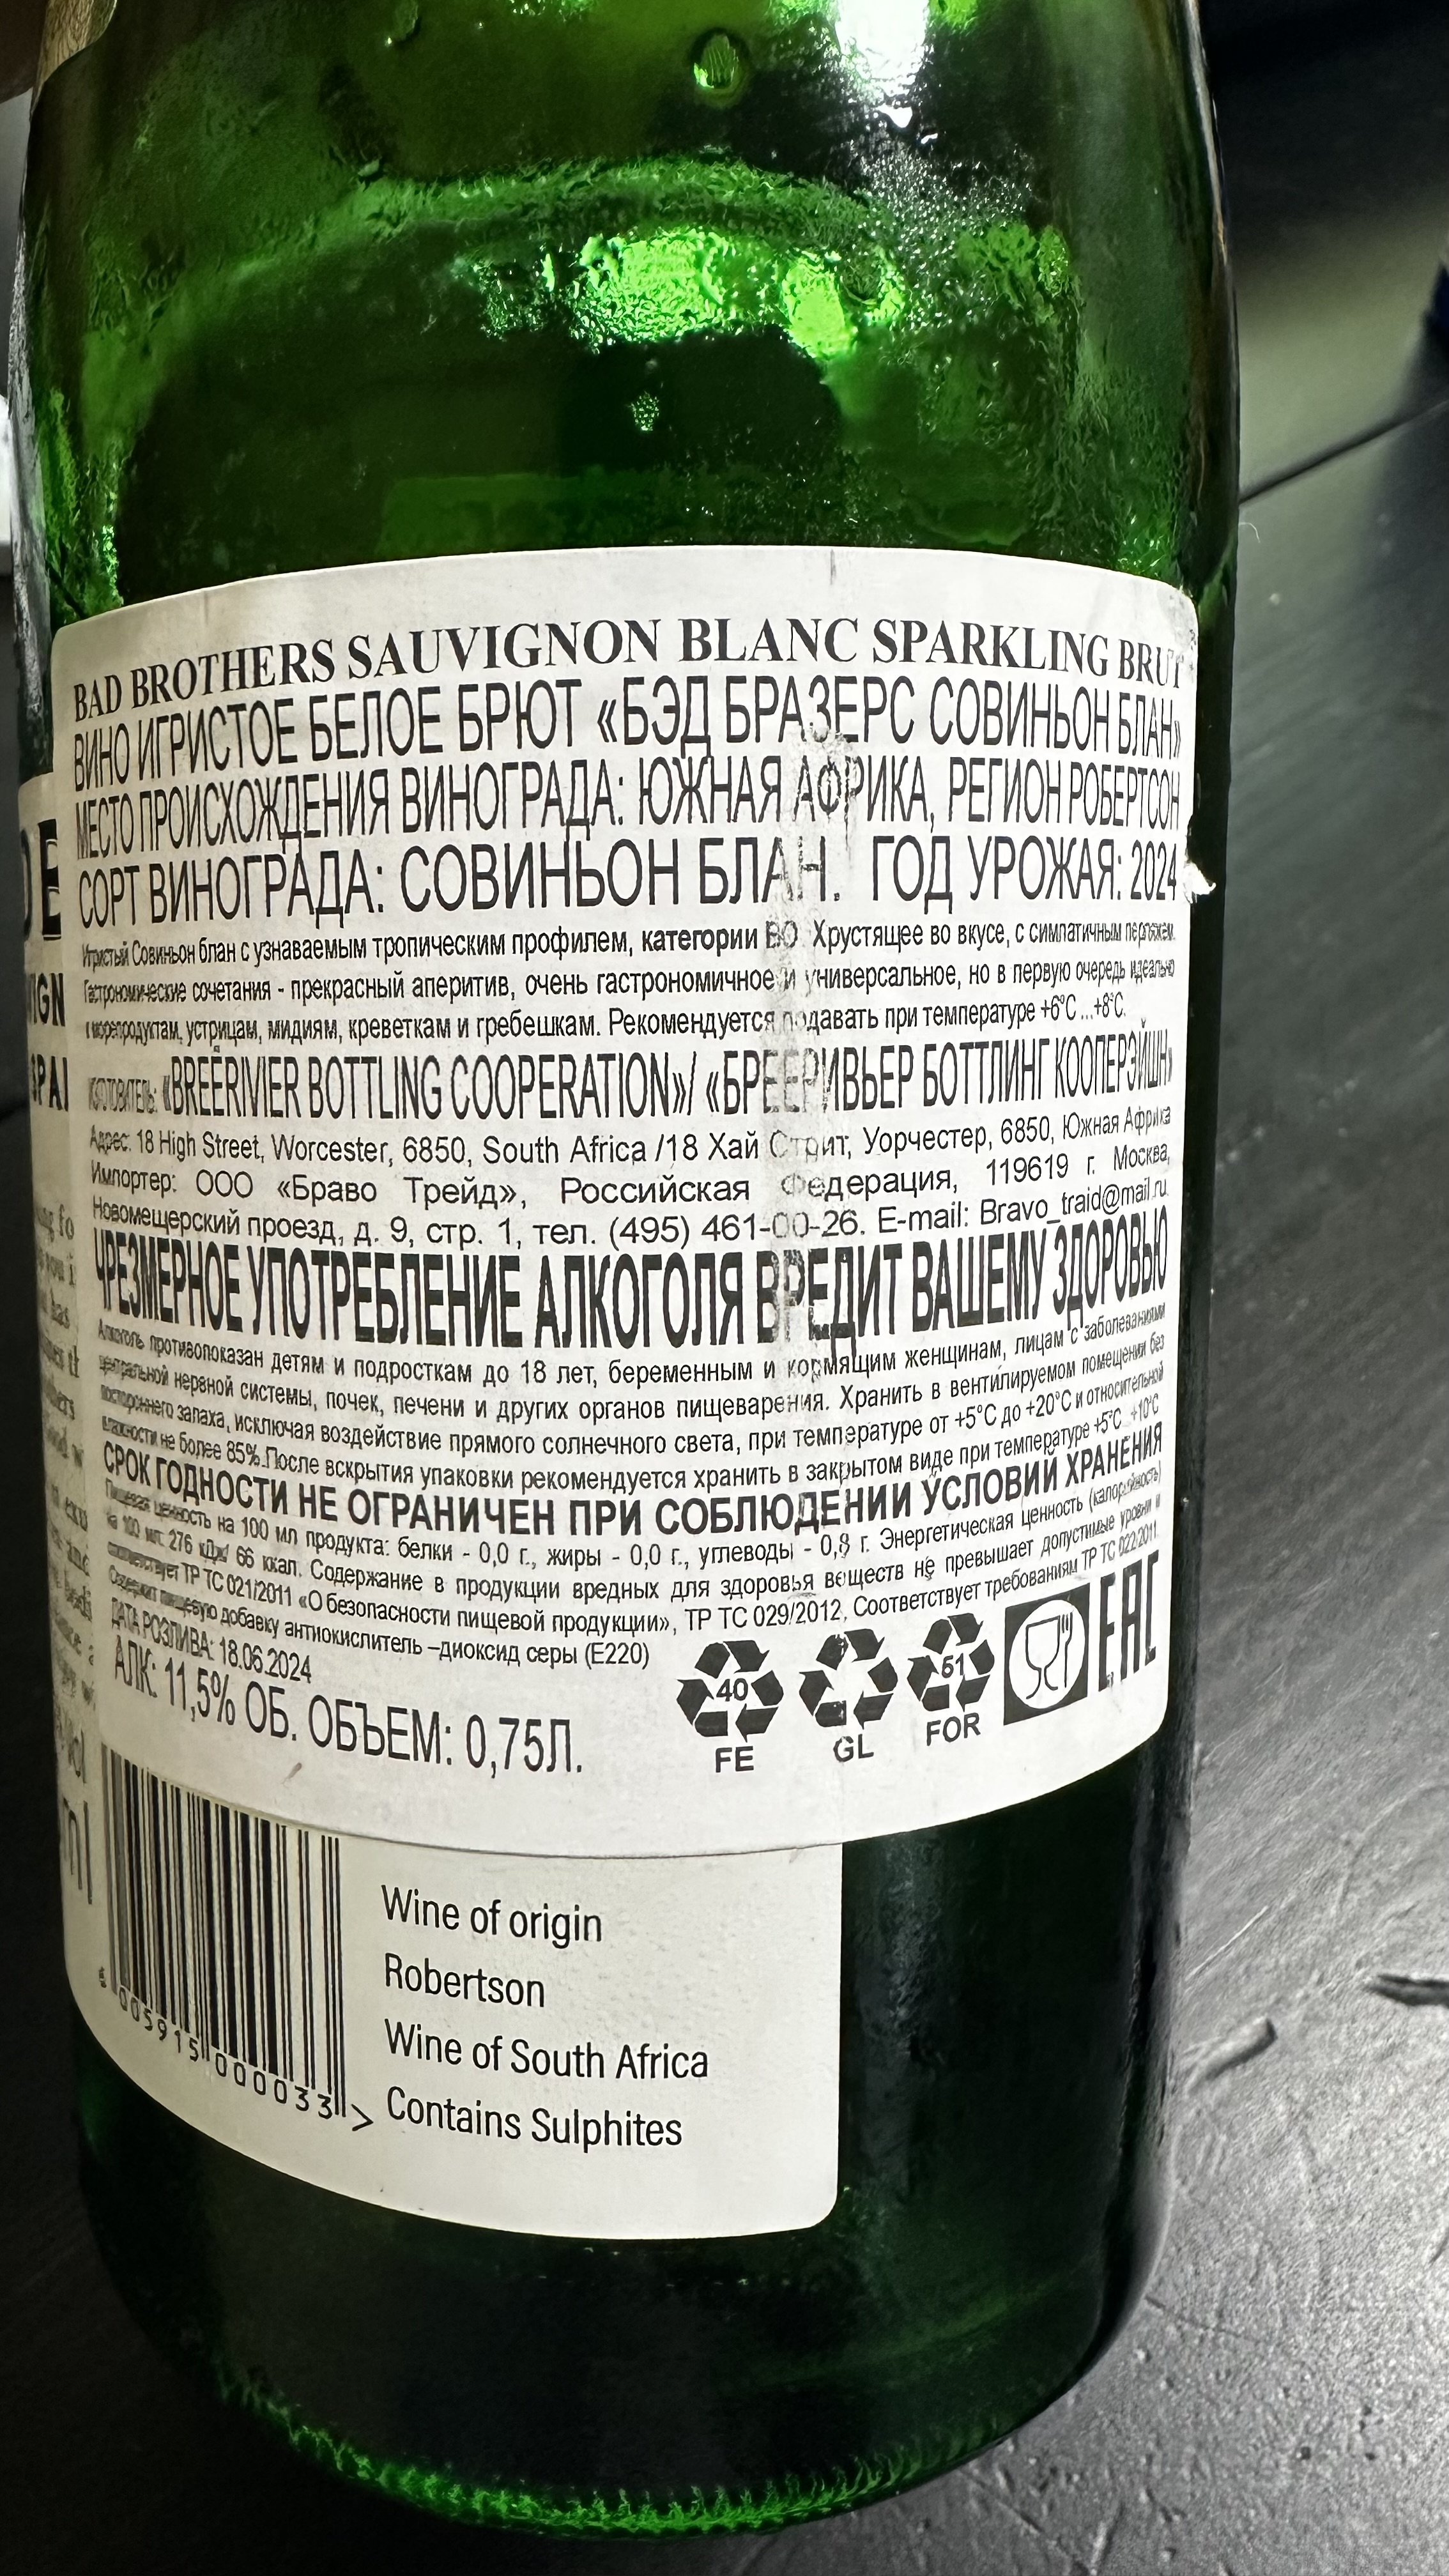 BAD BROTHERS SAUVIGNON BLANC SPARKLING BRUT
ВИНО ИГРИСТОЕ БЕЛОЕ БРЮТ «БЭД БРАЗЕРС СОВИНЬОН БЛАН»
МЕСТО ПРОИСХОЖДЕНИЯ ВИНОГРАДА: ЮЖНАЯ АФРИКА, РЕГИОН РОБЕРТСОН
СОРТ ВИНОГРАДА: СОВИНЬОН БЛАН. ГОД УРОЖАЯ: 2024
Игристый Совиньон блан с узнаваемым тропическим профилем, категории BO. Хрустящее во вкусе, с симпатичным перляжем.
Гастрономические сочетания - прекрасный аперитив, очень гастрономичное и универсальное, но в первую очередь идеально
к морепродуктам, устрицам, мидиям, креветкам и гребешкам. Рекомендуется подавать при температуре +6°C ...+8°C.
ИЗГОТОВИТЕЛЬ: «BREËRIVIER BOTTLING COOPERATION»/ «БРЕЕРИВЬЕР БОТТЛИНГ КООПЕРЭЙШН»
Адрес: 18 High Street, Worcester, 6850, South Africa /18 Хай Стрит, Уорчестер, 6850, Южная Африка
Импортер: ООО «Браво Трейд», Российская Федерация, 119619 г. Москва,
Новомещерский проезд, д. 9, стр. 1, тел. (495) 461-00-26. E-mail: Bravo_traid@mail.ru
ЧРЕЗМЕРНОЕ УПОТРЕБЛЕНИЕ АЛКОГОЛЯ ВРЕДИТ ВАШЕМУ ЗДОРОВЬЮ
Алкоголь противопоказан детям и подросткам до 18 лет, беременным и кормящим женщинам, лицам с заболеваниями
центральной нервной системы, почек, печени и других органов пищеварения. Хранить в вентилируемом помещении без
постороннего запаха, исключая воздействие прямого солнечного света, при температуре от +5°C до +20°C и относительной
влажности не более 85%.После вскрытия упаковки рекомендуется хранить в закрытом виде при температуре +5°C...+10°C
СРОК ГОДНОСТИ НЕ ОГРАНИЧЕН ПРИ СОБЛЮДЕНИИ УСЛОВИЙ ХРАНЕНИЯ
Пищевая ценность на 100 мл продукта: белки - 0,0 г., жиры - 0,0 г., углеводы - 0,8 г. Энергетическая ценность (калорийность)
на 100 мл: 276 кДж/ 66 ккал. Содержание в продукции вредных для здоровья веществ не превышает допустимые уровни и
соответствует ТР ТС 021/2011 «О безопасности пищевой продукции», ТР ТС 029/2012, Соответствует требованиям ТР ТС 022/2011.
Содержит пищевую добавку антиокислитель –диоксид серы (E220)
ДАТА РОЗЛИВА: 18.06.2024
АЛК: 11,5% ОБ. ОБЪЕМ: 0,75Л.
40 FE
GL
51 FOR
EAC
Wine of origin
Robertson
Wine of South Africa
Contains Sulphites
005915 000033 >